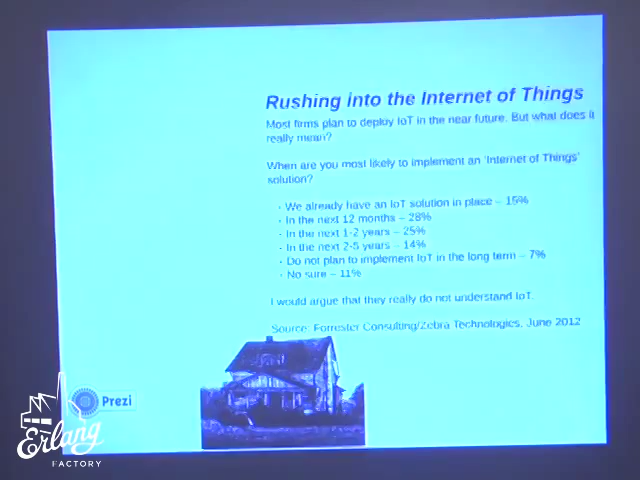 Rushing into the Internet of Things
Most firms plan to deploy IoT in the near future. But what does it
really mean?
When are you most likely to implement an 'Internet of Things'
solution?
- We already have an IoT solution in place – 15%
- In the next 12 months – 28%
- In the next 1-2 years – 25%
- In the next 2-5 years – 14%
- Do not plan to implement IoT in the long term – 7%
- No sure – 11%
I would argue that they really do not understand IoT.
Source: Forrester Consulting/Zebra Technologies, June 2012
Prezi
Erlang
FACTORY